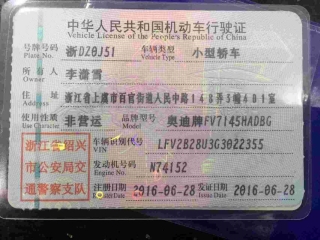 中华人民共和国机动车行驶证
Vehicle License of the People's Republic of China
号牌号码 浙DZ0J51 车辆类型 小型轿车
Plate No. Vehicle Type
所有人 李潇雪
Owner
住址 浙江省上虞市百官街道人民中路148弄5幢401室
Address
使用性质 非营运 品牌型号 奥迪牌FV7145HADBG
Use Character Model
浙江省绍兴市公安局交通警察支队
车辆识别代号 LFV2B28U3G3022355
VIN
发动机号码 N74152
Engine No.
注册日期 2016-06-28 发证日期 2016-06-28
Register Date Issue Date